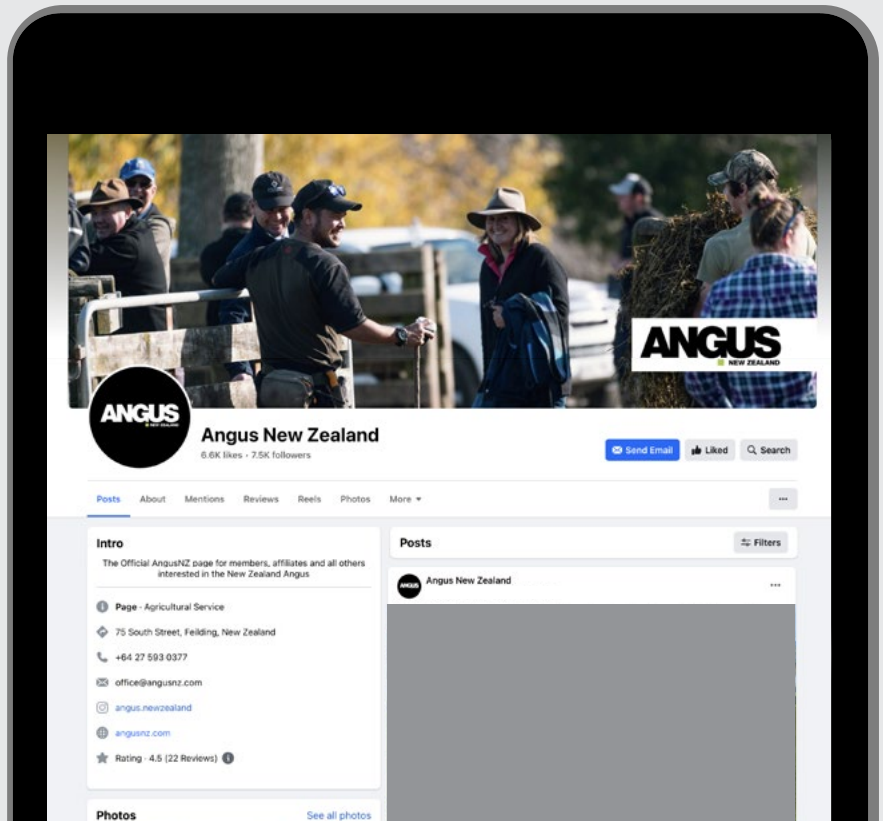 ANGUS
NEW ZEALAND
ANGUS
NEW ZEALAND
Angus New Zealand
6.6K likes · 7.5K followers
Send Email
Liked
Search
Posts
About
Mentions
Reviews
Reels
Photos
More
Intro
The Official AngusNZ page for members, affiliates and all others
interested in the New Zealand Angus
Page · Agricultural Service
75 South Street, Feilding, New Zealand
+64 27 593 0377
office@angusnz.com
angus.newzealand
angusnz.com
Rating · 4.5 (22 Reviews)
Photos
See all photos
Posts
Filters
ANGUS
Angus New Zealand